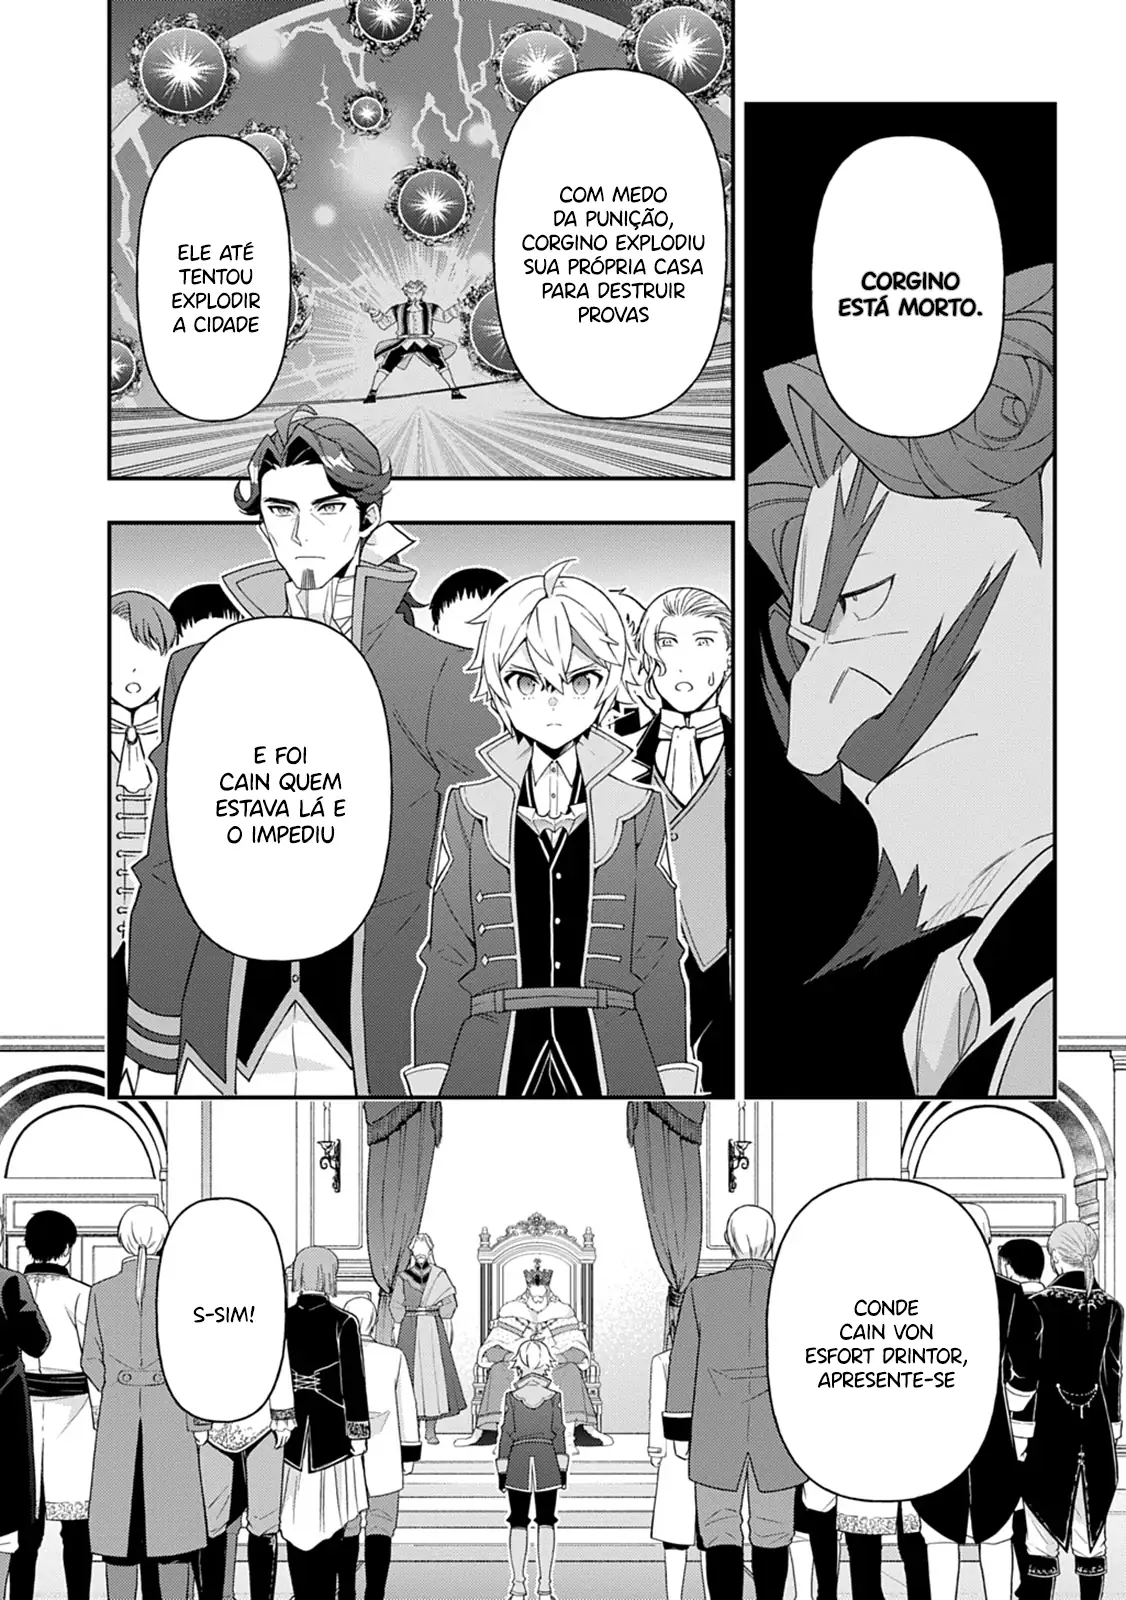 CORGINO
ESTÁ MORTO.
COM MEDO
DA PUNIÇÃO,
CORGINO EXPLODIU
SUA PRÓPRIA CASA
PARA DESTRUIR
PROVAS
ELE ATÉ
TENTOU
EXPLODIR
A CIDADE
E FOI
CAIN QUEM
ESTAVA LÁ E
O IMPEDIU
CONDE
CAIN VON
ESFORT DRINTOR,
APRESENTE-SE
S-SIM!